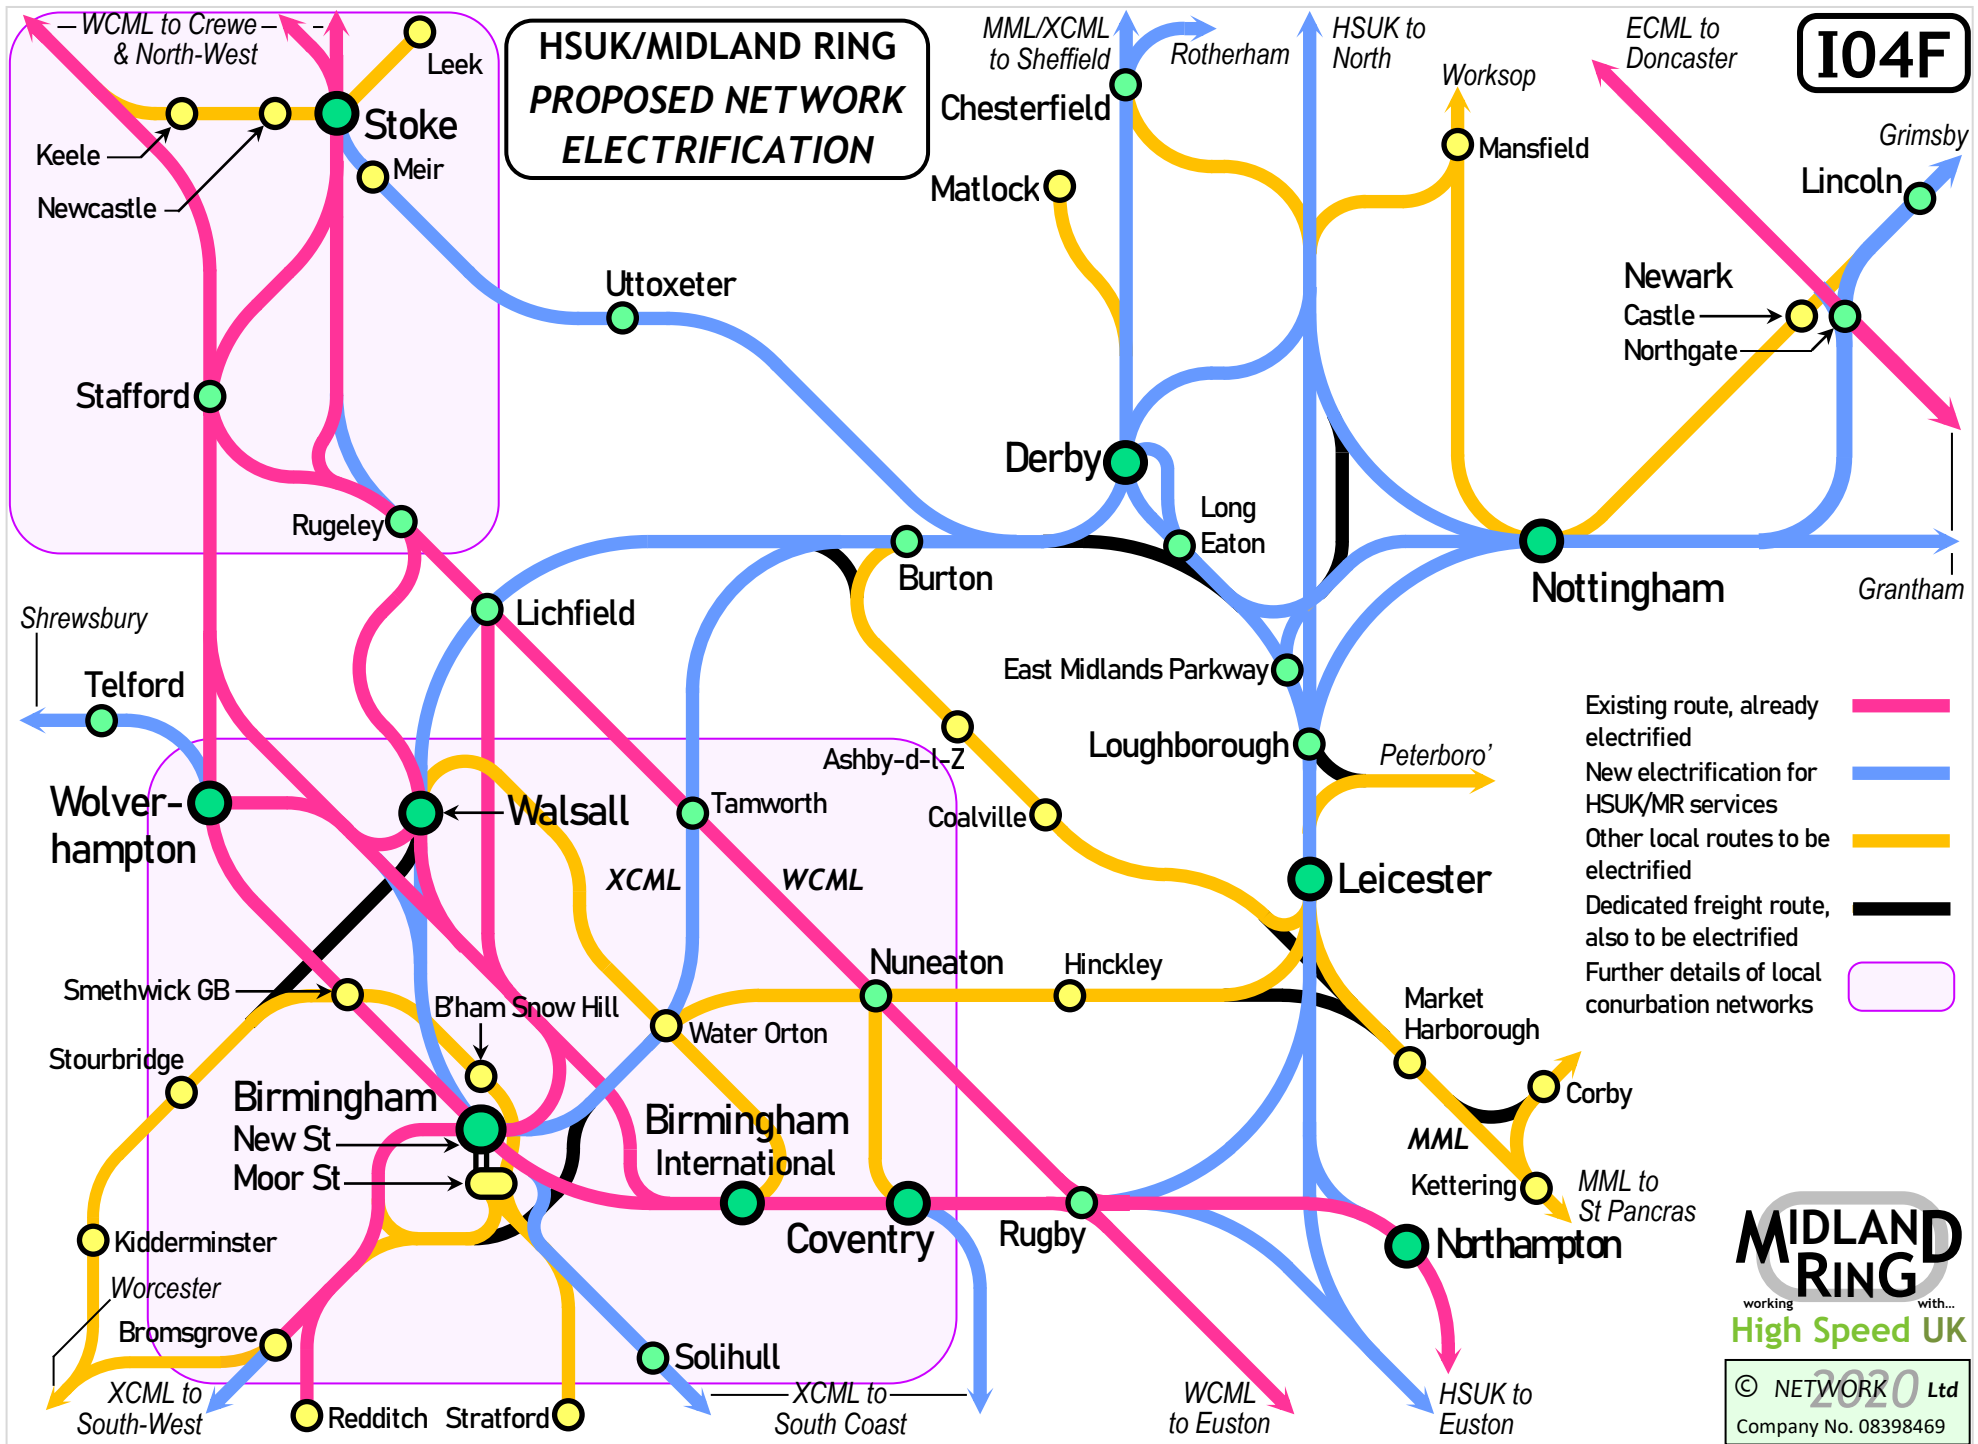 WCML to Crewe
& North-West
Leek
HSUK/MIDLAND RING
PROPOSED NETWORK
ELECTRIFICATION
MML/XCML
to Sheffield
Rotherham
HSUK to
North
Worksop
ECML to
Doncaster
I04F
Chesterfield
Stoke
Keele
Meir
Newcastle
Mansfield
Grimsby
Lincoln
Matlock
Uttoxeter
Newark
Castle
Northgate
Stafford
Derby
Long
Eaton
Rugeley
Burton
Nottingham
Grantham
Lichfield
Shrewsbury
Telford
East Midlands Parkway
Loughborough
Peterboro'
Ashby-d-l-Z
Existing route, already
electrified
New electrification for
HSUK/MR services
Other local routes to be
electrified
Dedicated freight route,
also to be electrified
Further details of local
conurbation networks
Wolver-
hampton
Walsall
Tamworth
Coalville
XCML
WCML
Leicester
Nuneaton
Hinckley
Smethwick GB
B'ham Snow Hill
Water Orton
Market
Harborough
Stourbridge
Corby
Birmingham
New St
Moor St
Birmingham
International
MML
Kettering
MML to
St Pancras
Coventry
Rugby
Northampton
Kidderminster
Worcester
Bromsgrove
Solihull
XCML to
South-West
Redditch
Stratford
XCML to
South Coast
WCML
to Euston
HSUK to
Euston
MIDLAND
RING
working with...
High Speed UK
© NETWORK 2020 Ltd
Company No. 08398469